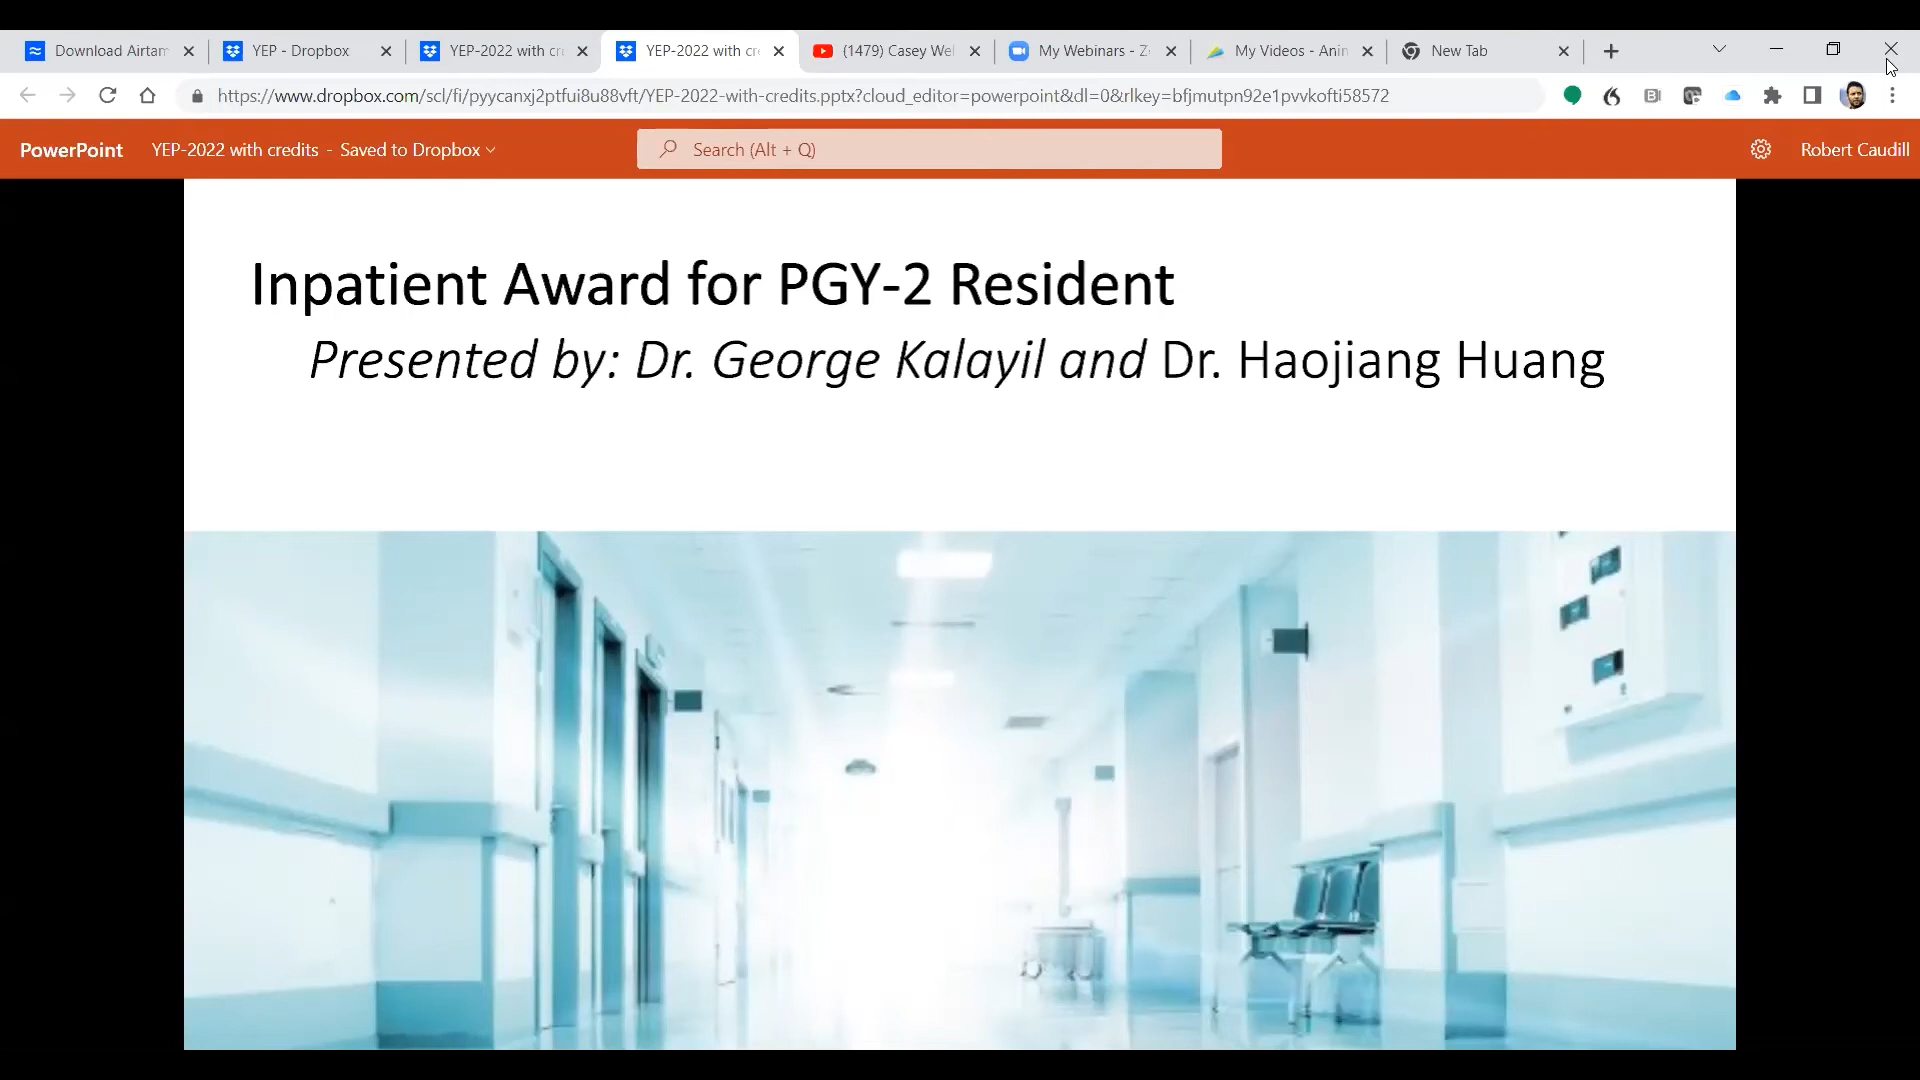 Download Airtam
YEP - Dropbox
YEP-2022 with cr
YEP-2022 with cr
(1479) Casey Wel
My Webinars - Z
My Videos - Anin
New Tab
https://www.dropbox.com/scl/fi/pyycanxj2ptfui8u88vft/YEP-2022-with-credits.pptx?cloud_editor=powerpoint&dl=0&rlkey=bfjmutpn92e1pvvkofti58572
PowerPoint
YEP-2022 with credits - Saved to Dropbox
Search (Alt + Q)
Robert Caudill
Inpatient Award for PGY-2 Resident
Presented by: Dr. George Kalayil and Dr. Haojiang Huang